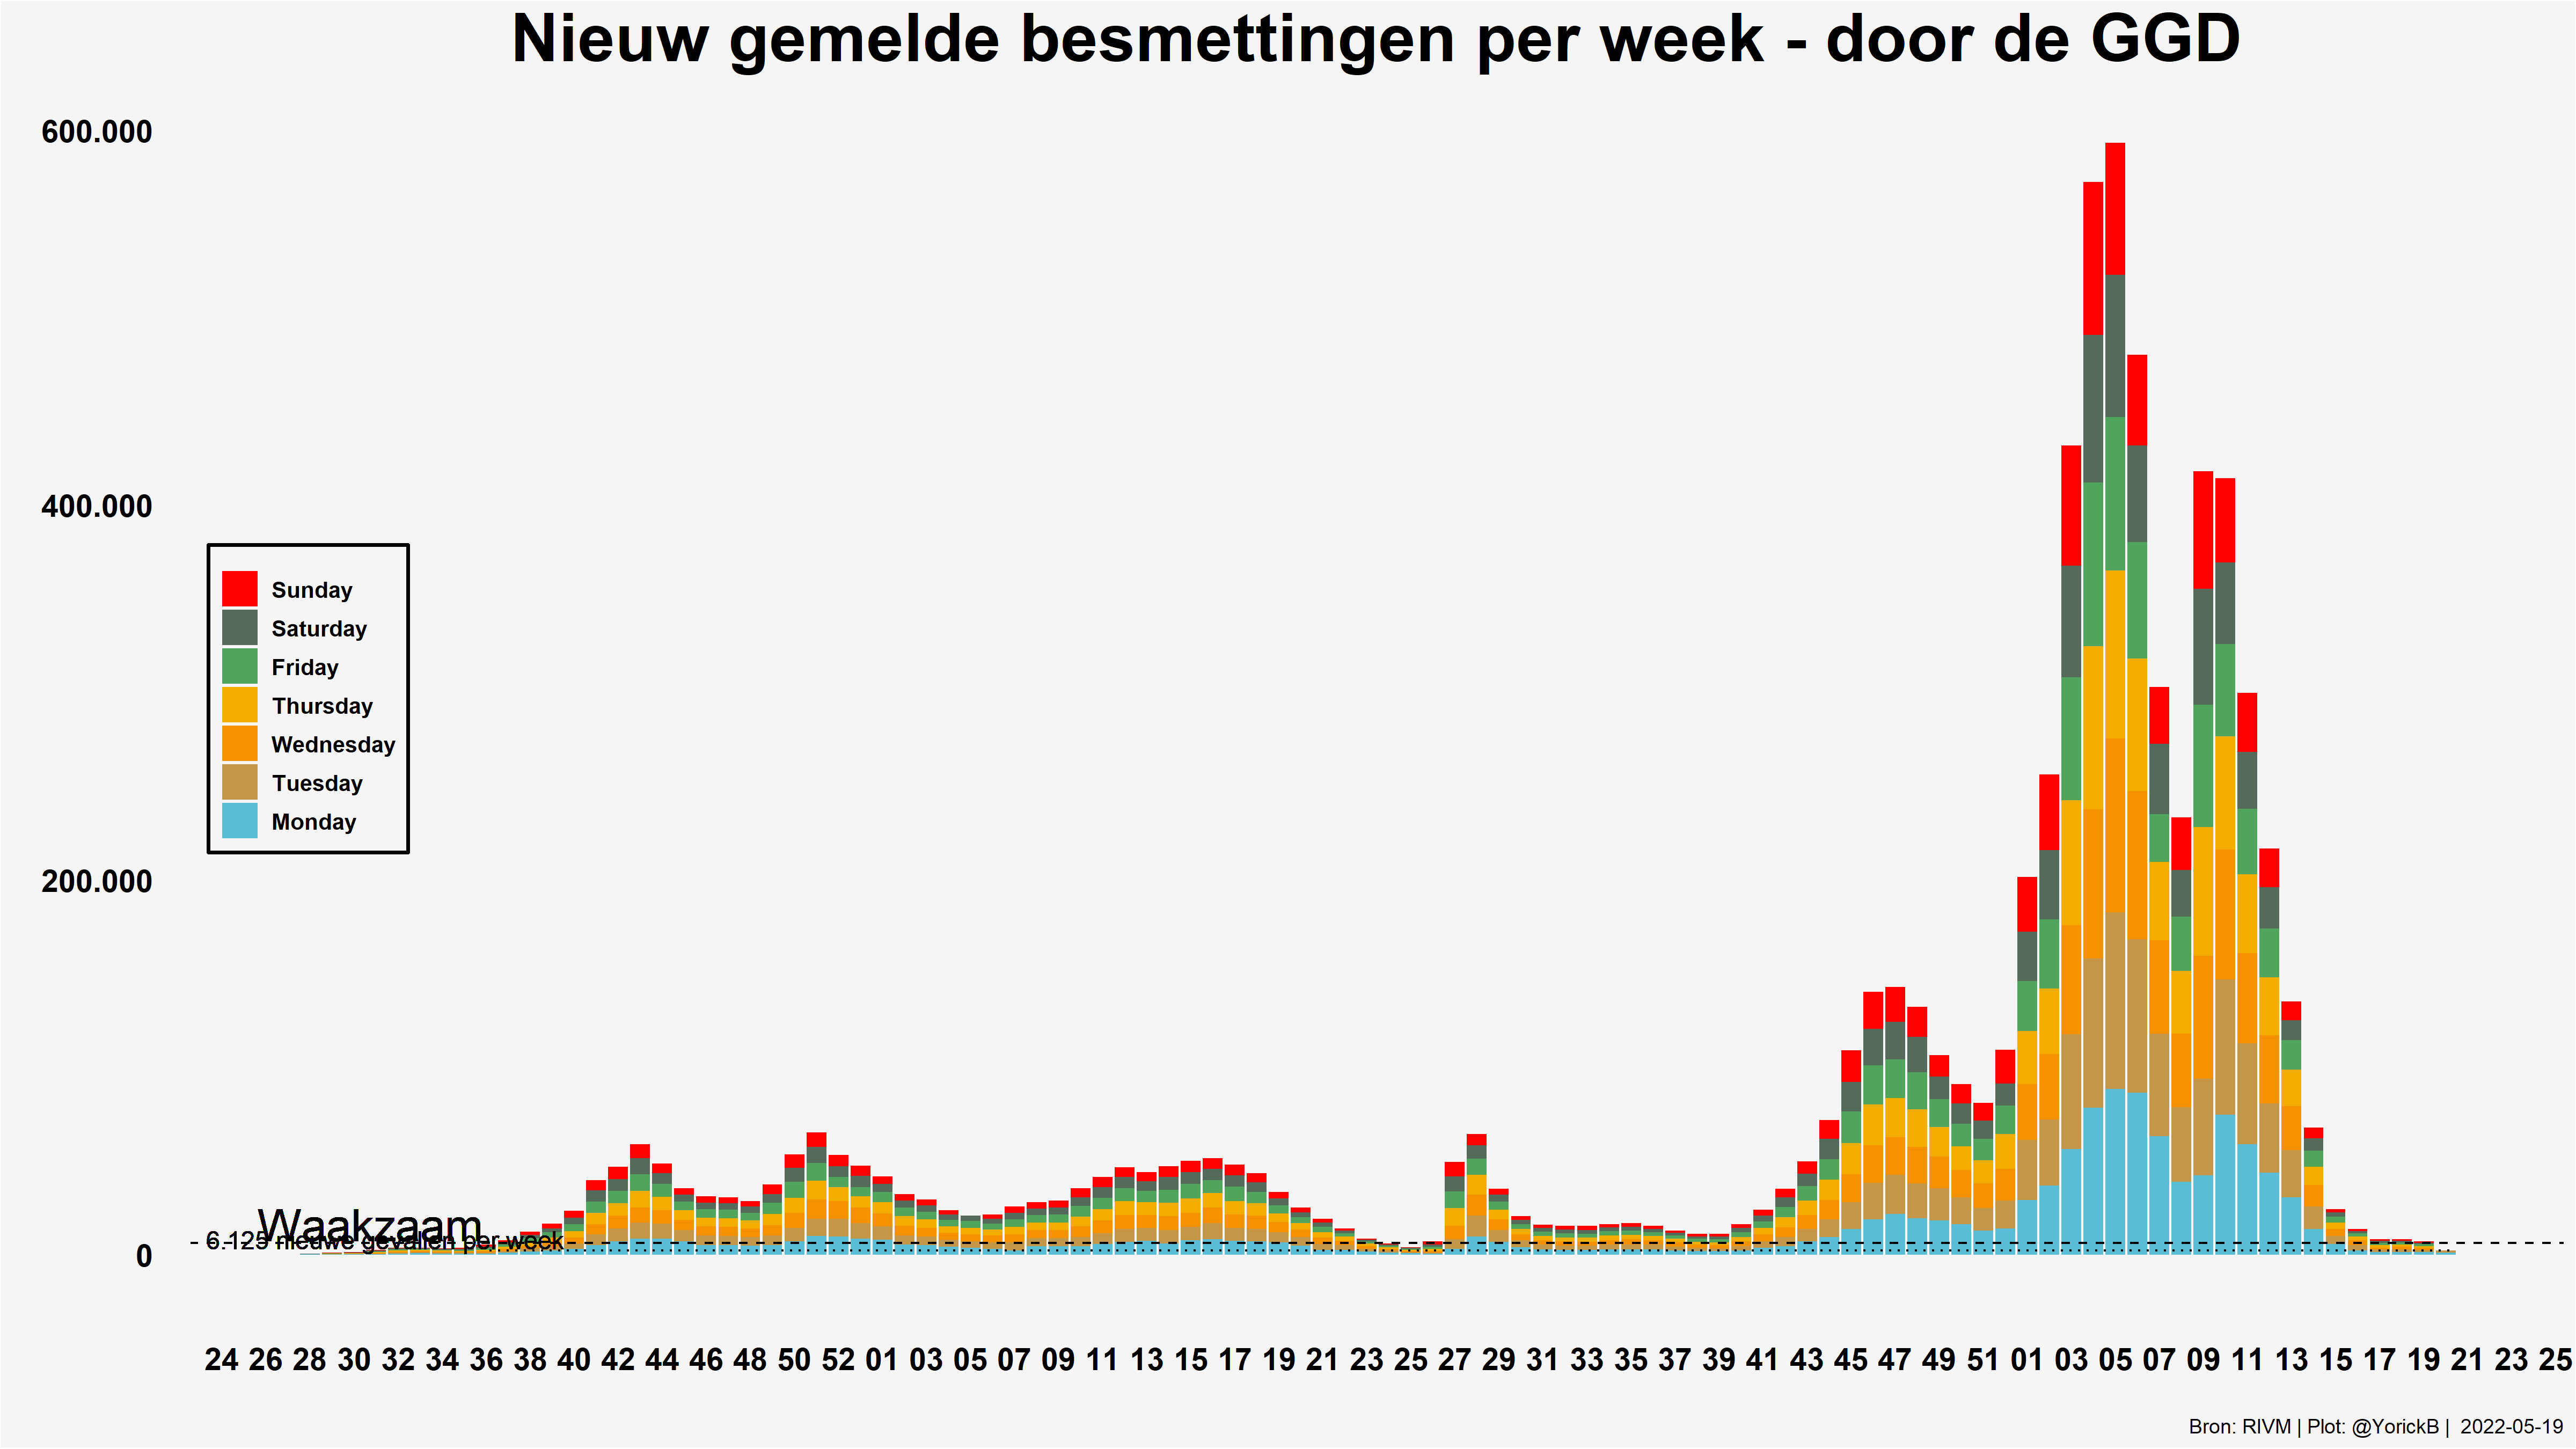 Nieuw gemelde besmettingen per week - door de GGD
600.000
400.000
200.000
0
Sunday
Saturday
Friday
Thursday
Wednesday
Tuesday
Monday
Waakzaam
6.125 nieuwe gevallen per week
24 26 28 30 32 34 36 38 40 42 44 46 48 50 52 01 03 05 07 09 11 13 15 17 19 21 23 25 27 29 31 33 35 37 39 41 43 45 47 49 51 01 03 05 07 09 11 13 15 17 19 21 23 25
Bron: RIVM | Plot: @YorickB | 2022-05-19